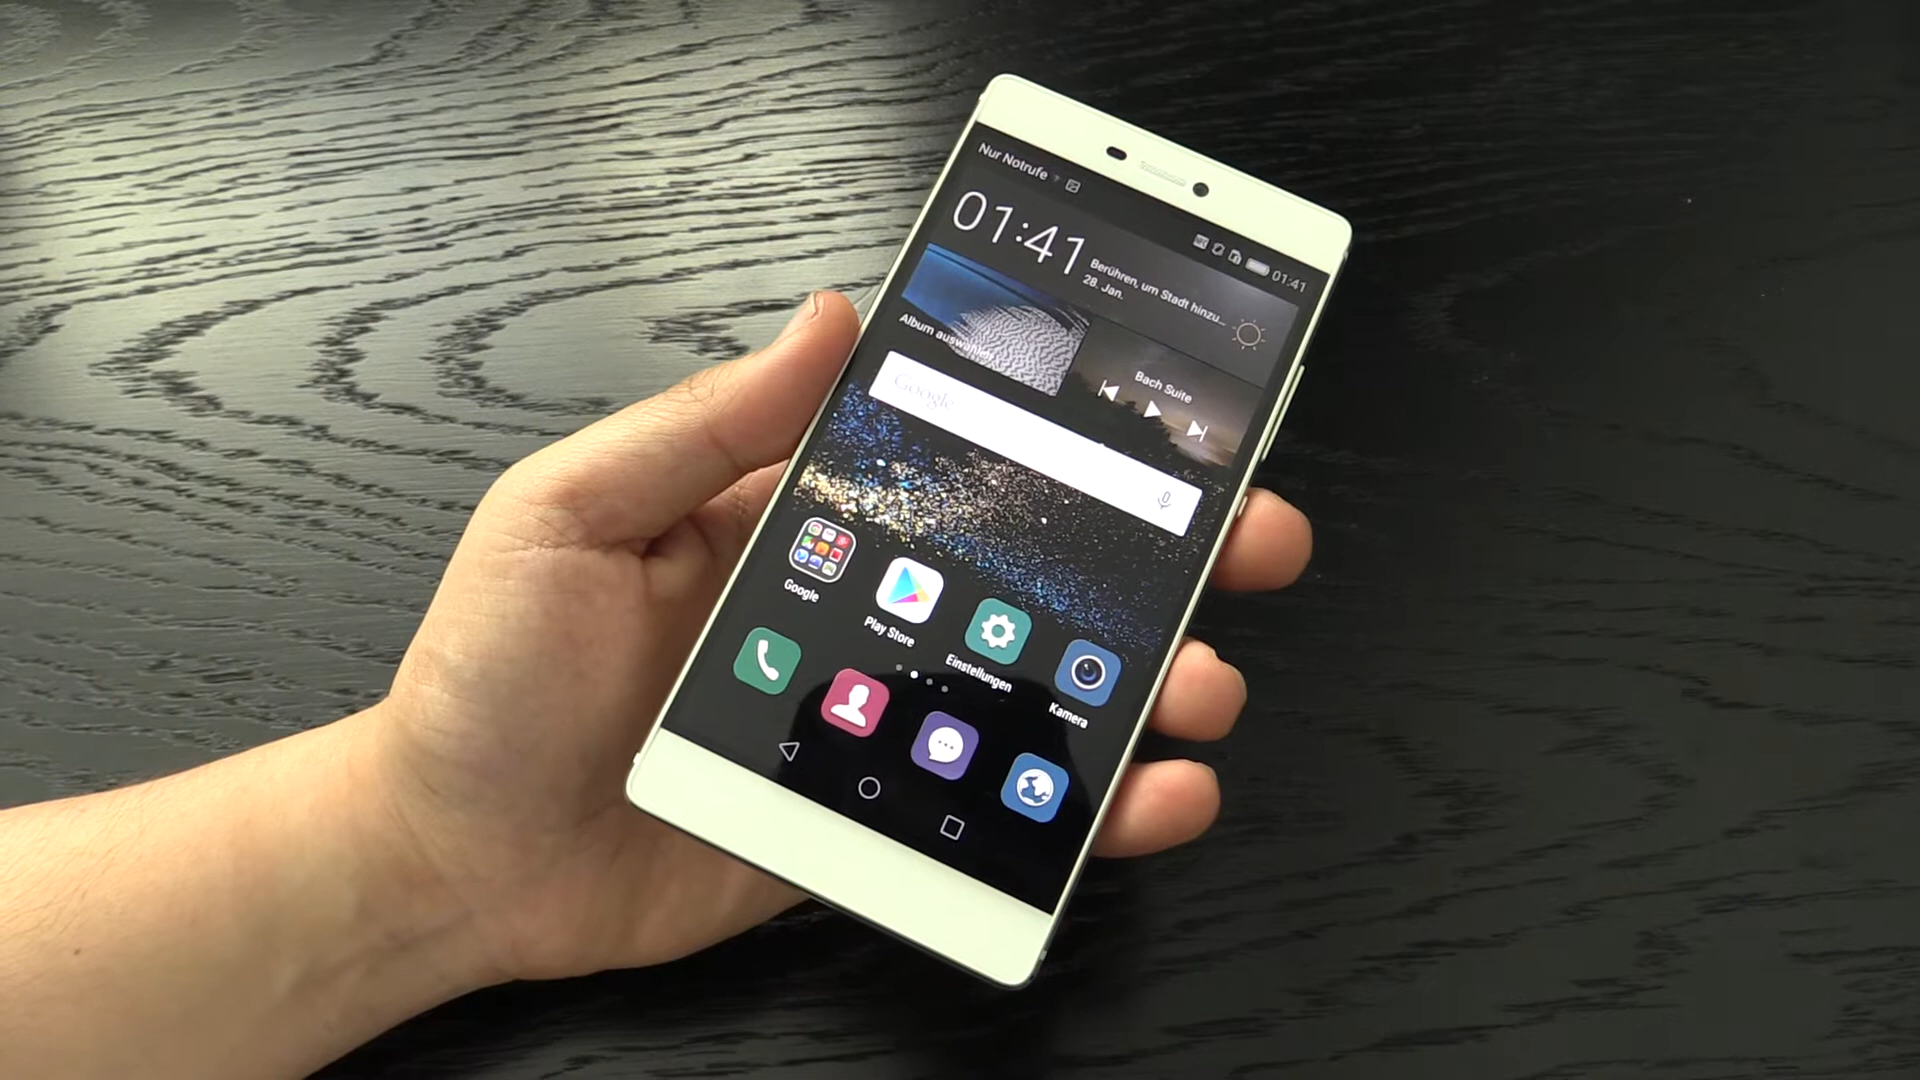 Nur Notrufe
01:41
01:41
Berühren, um Stadt hinzu...
28. Jan.
Album auswählen
Bach Suite
Google
Google
Play Store
Einstellungen
Kamera